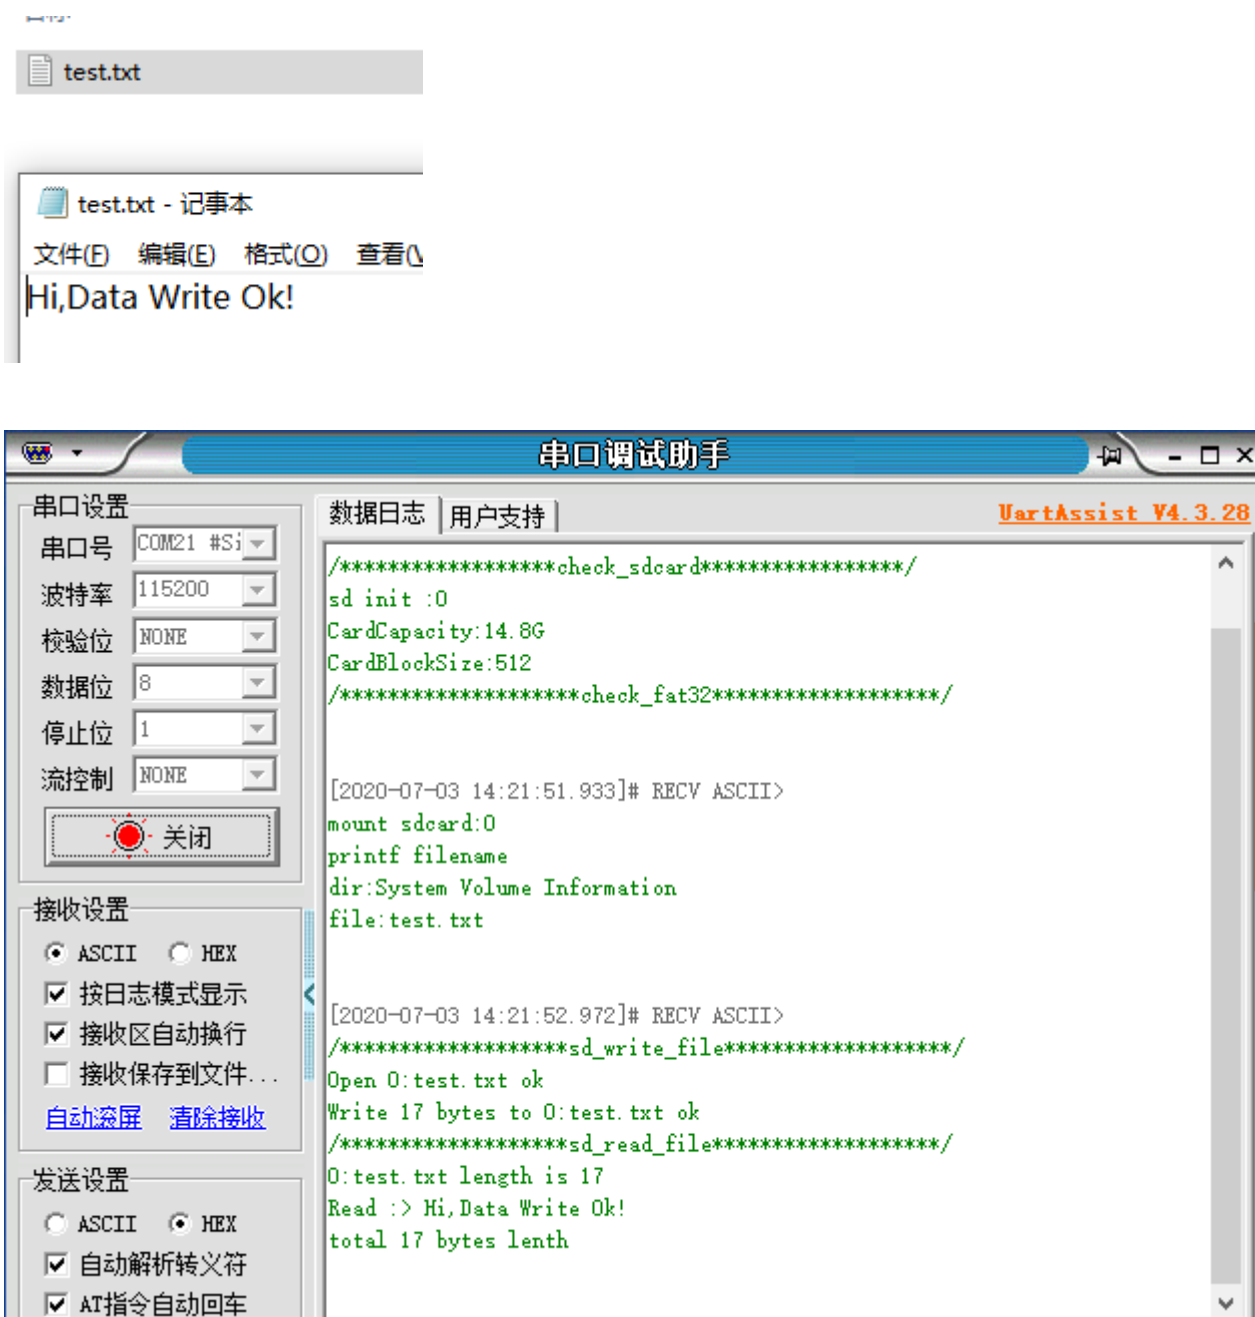 test.txt
test.txt - 记事本
文件(F) 编辑(E) 格式(O) 查看(V
Hi,Data Write Ok!
串口调试助手
串口设置
串口号 COM21 #Si
波特率 115200
校验位 NONE
数据位 8
停止位 1
流控制 NONE
关闭
接收设置
ASCII HEX
按日志模式显示
接收区自动换行
接收保存到文件...
自动滚屏 清除接收
发送设置
ASCII HEX
自动解析转义符
AT指令自动回车
数据日志 用户支持 UartAssist V4.3.28
/******************check_sdcard*****************/
sd init :0
CardCapacity:14.8G
CardBlockSize:512
/********************check_fat32*******************/
[2020-07-03 14:21:51.933]# RECV ASCII>
mount sdcard:0
printf filename
dir:System Volume Information
file:test.txt
[2020-07-03 14:21:52.972]# RECV ASCII>
/*******************sd_write_file*******************/
Open 0:test.txt ok
Write 17 bytes to 0:test.txt ok
/*******************sd_read_file*******************/
0:test.txt length is 17
Read :> Hi,Data Write Ok!
total 17 bytes lenth